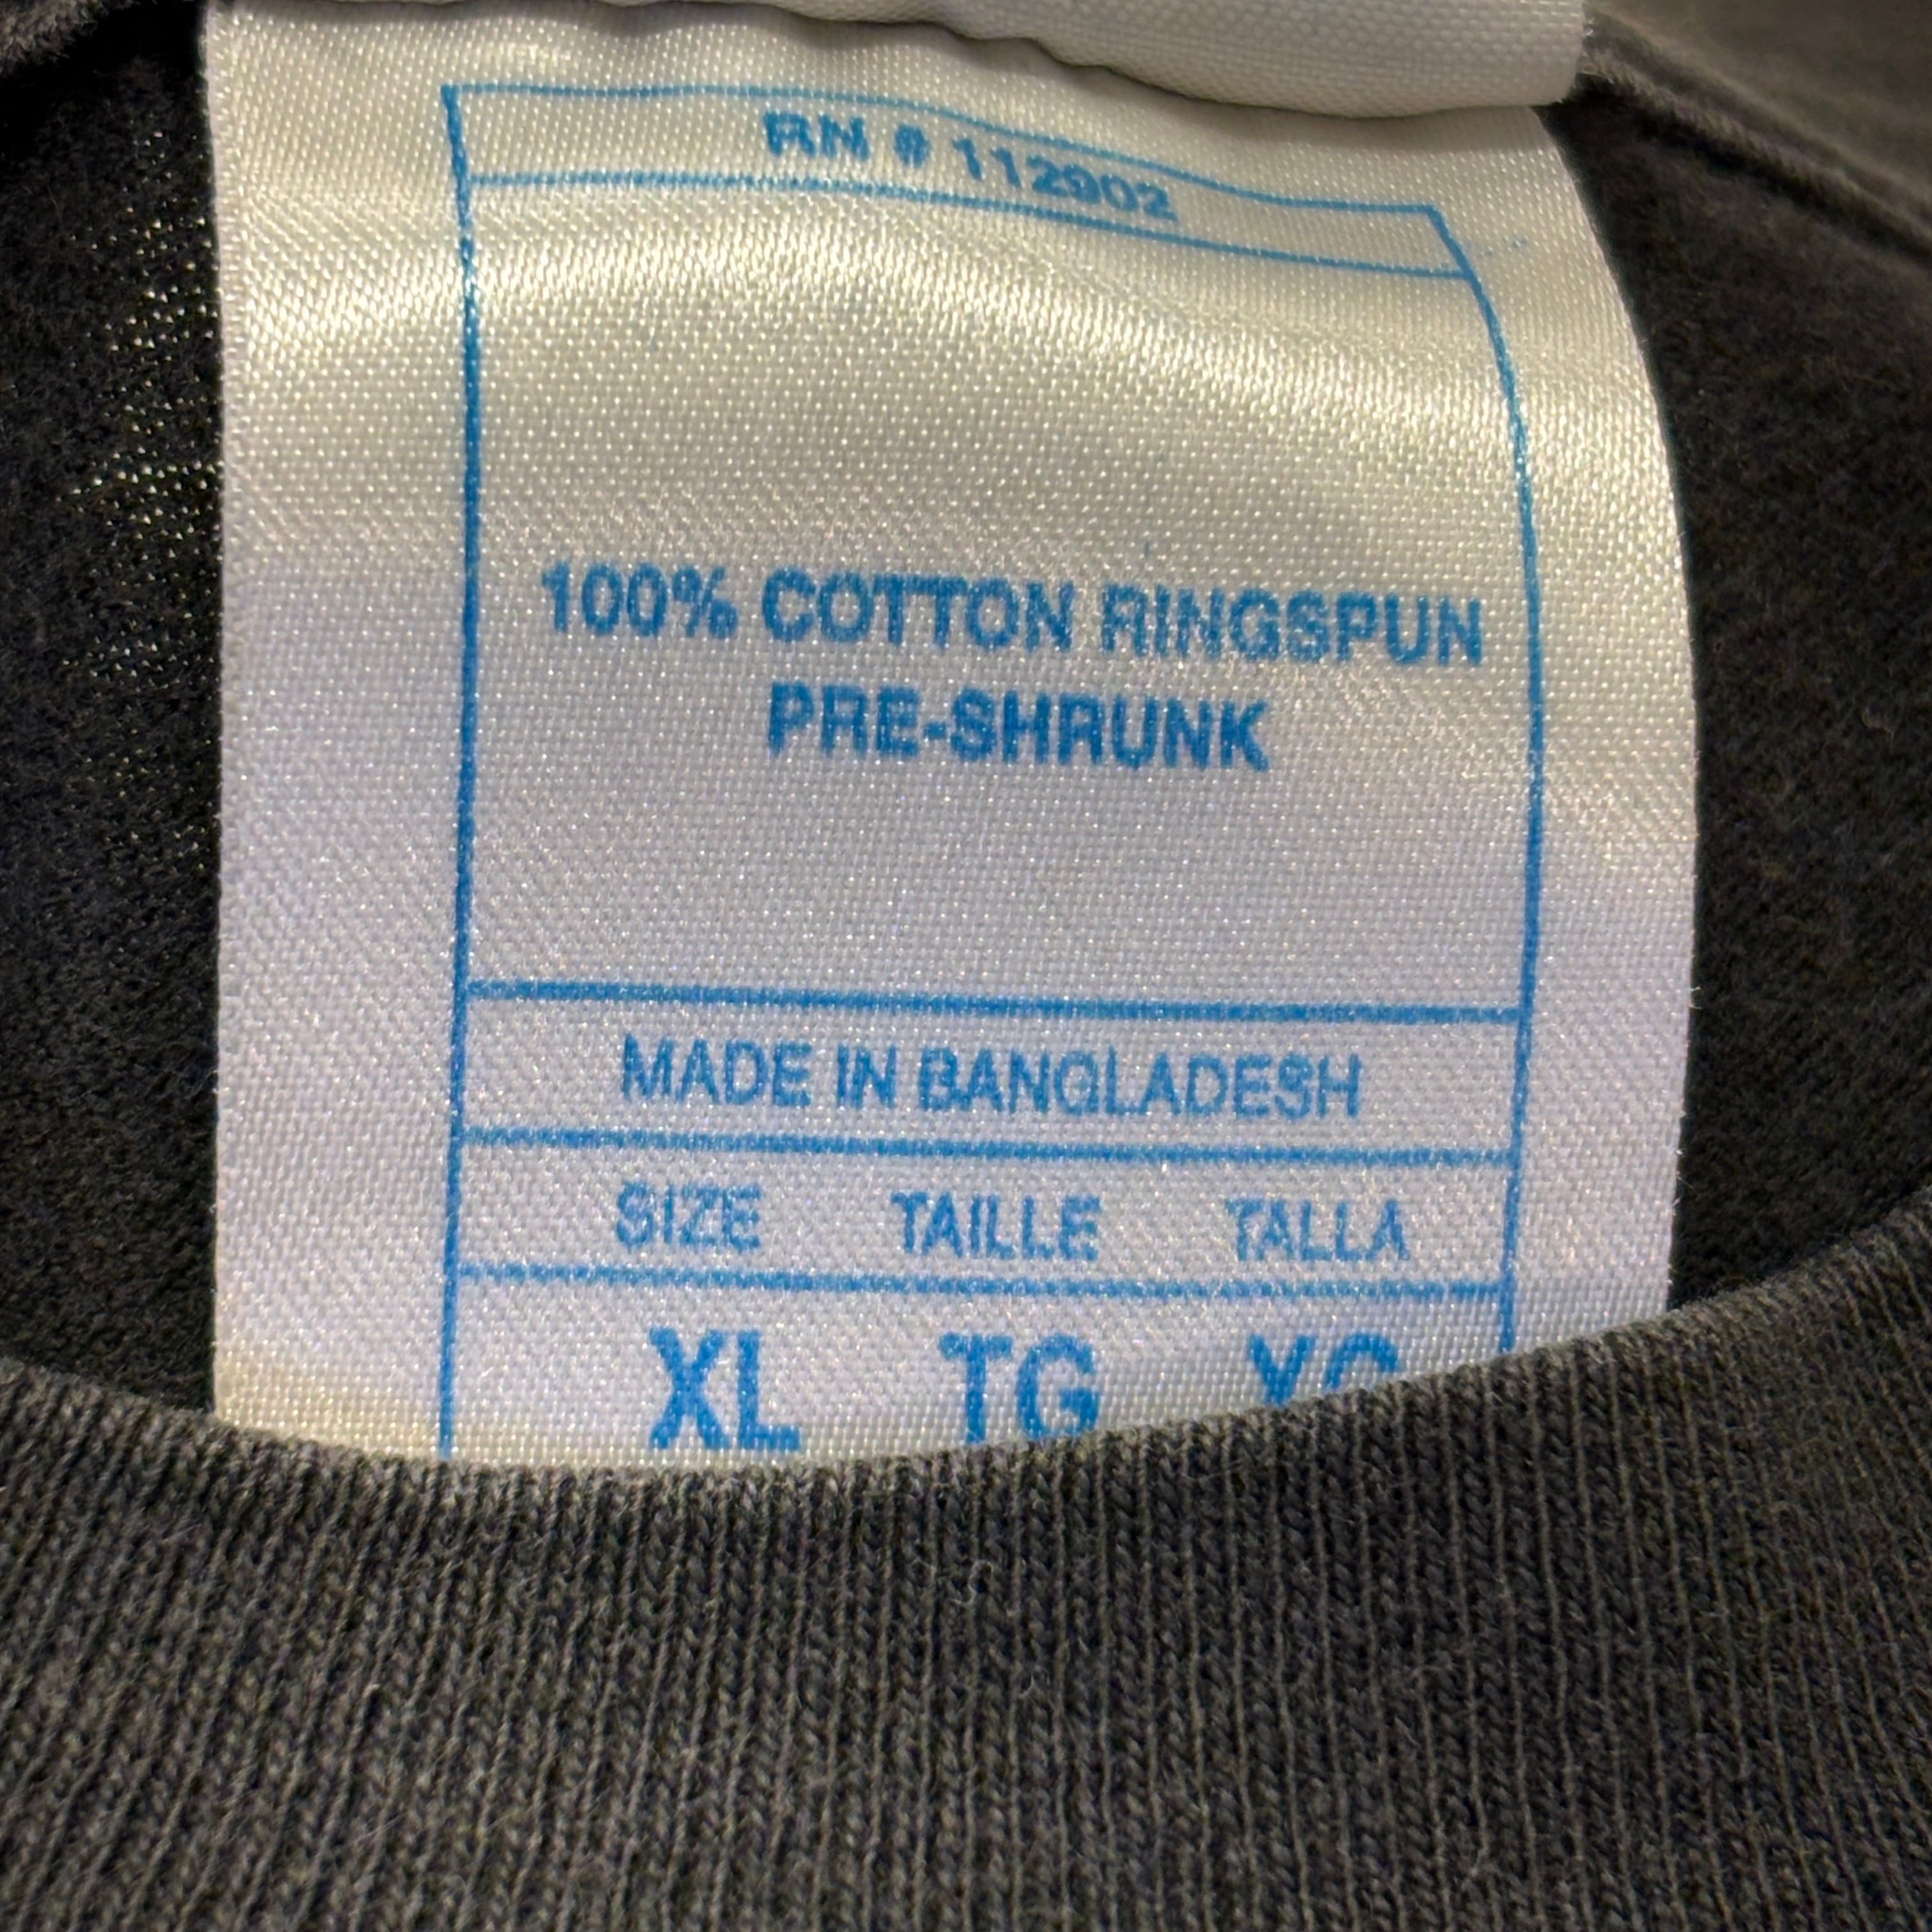 RN # 112902
100% COTTON RINGSPUN
PRE-SHRUNK
MADE IN BANGLADESH
SIZE TAILLE TALLA
XL TG